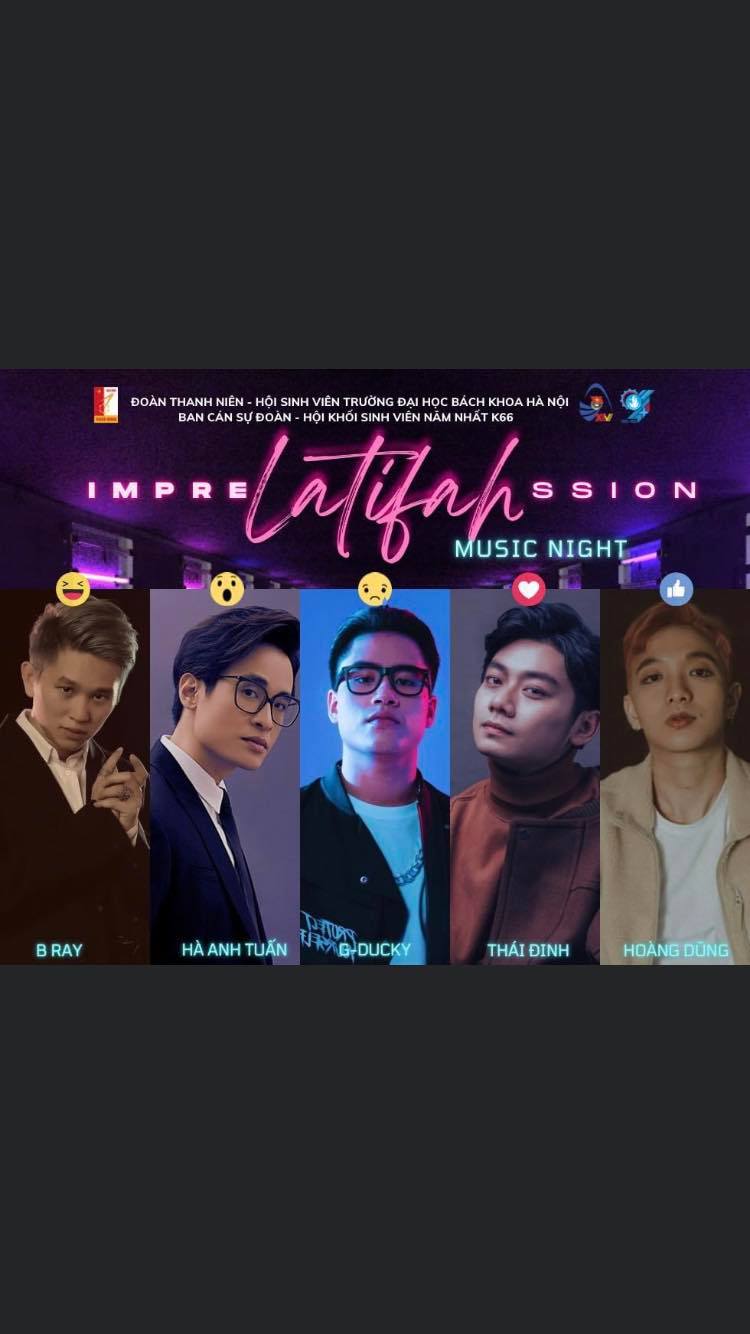 ĐOÀN THANH NIÊN - HỘI SINH VIÊN TRƯỜNG ĐẠI HỌC BÁCH KHOA HÀ NỘI
BAN CÁN SỰ ĐOÀN - HỘI KHỐI SINH VIÊN NĂM NHẤT K66
IMPRE Latifah SSION
MUSIC NIGHT
B RAY
HÀ ANH TUẤN
G-DUCKY
THÁI ĐINH
HOÀNG DŨNG